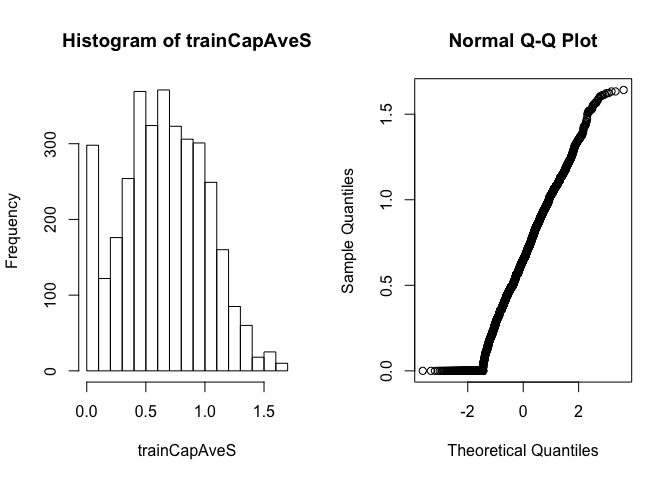 Histogram of trainCapAveS
Frequency
0
100
200
300
0.0 0.5 1.0 1.5
trainCapAveS
Normal Q-Q Plot
Sample Quantiles
0.0
0.5
1.0
1.5
-2 0 2
Theoretical Quantiles